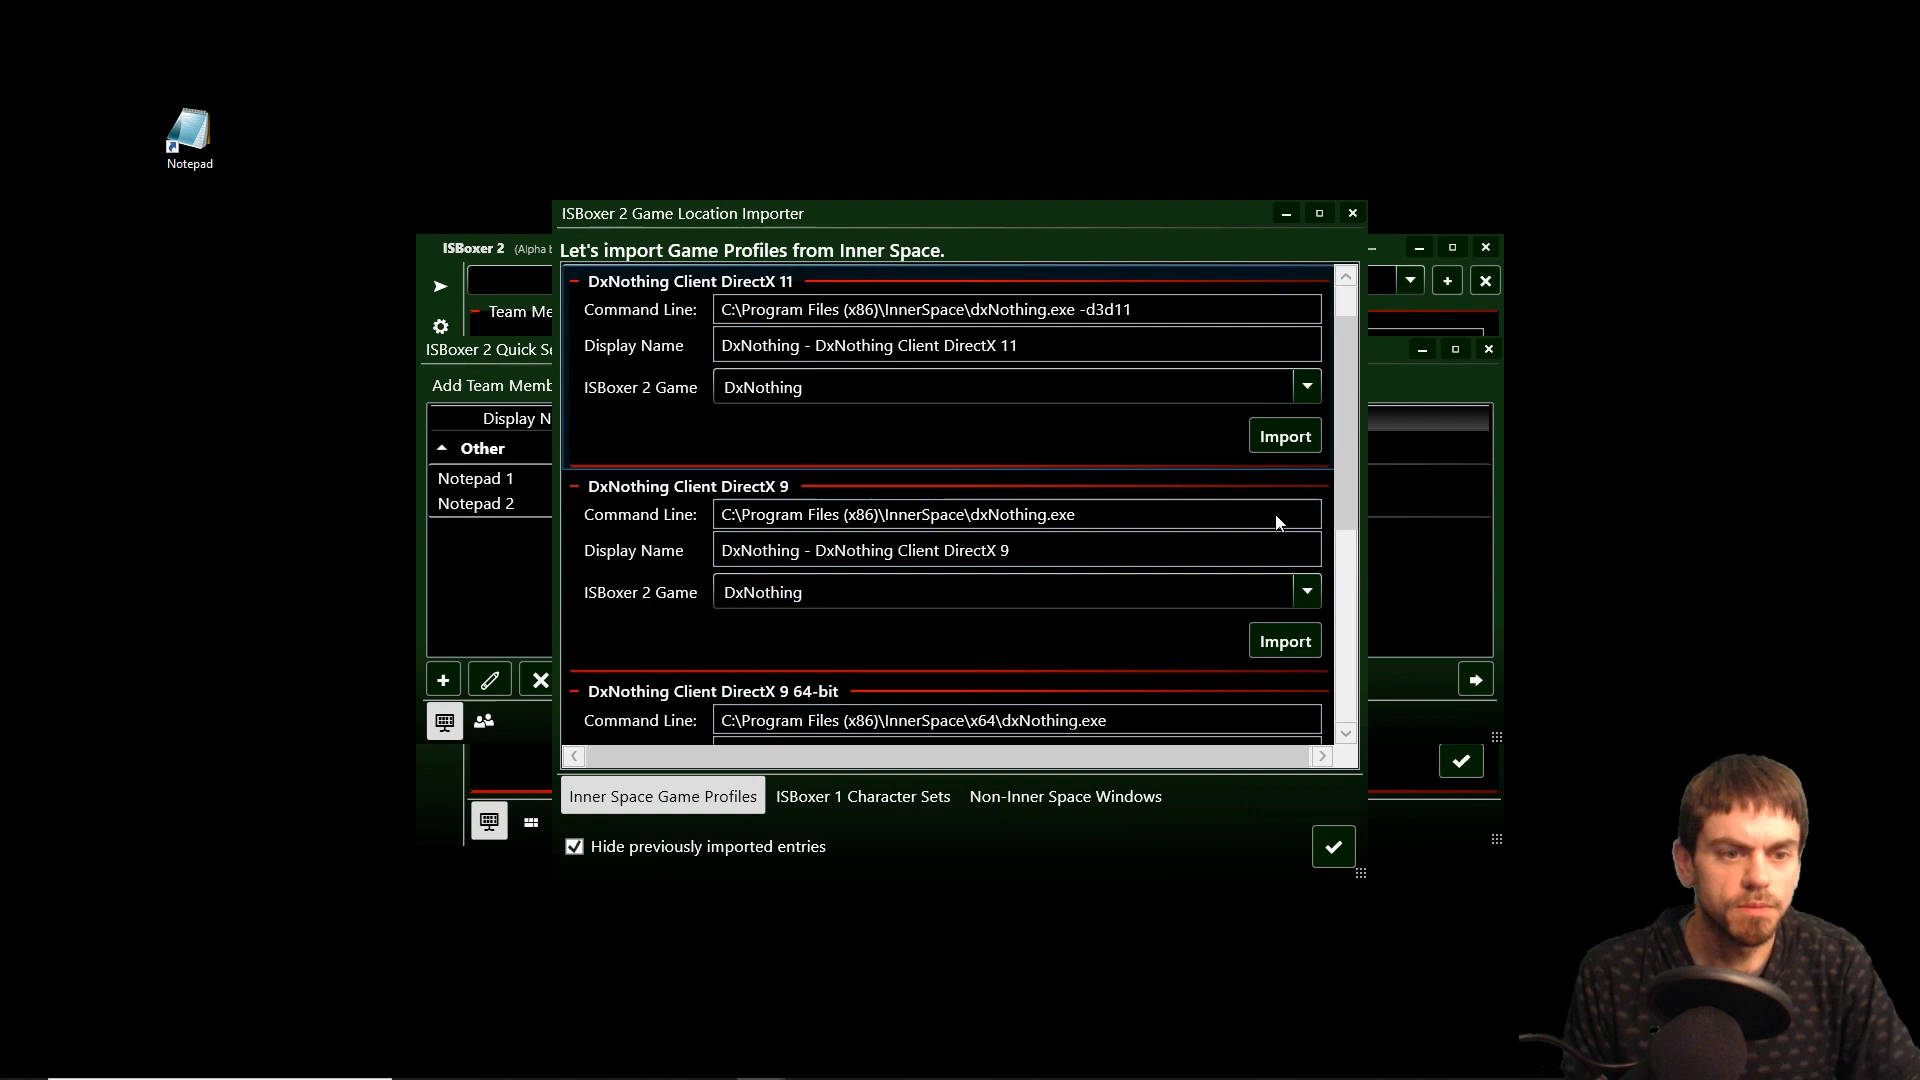 Notepad
ISBoxer 2 Game Location Importer
ISBoxer 2 (Alpha b
Let's import Game Profiles from Inner Space.
Team Me
ISBoxer 2 Quick Se
Add Team Memb
Display N
Other
Notepad 1
Notepad 2
DxNothing Client DirectX 11
Command Line: C:\Program Files (x86)\InnerSpace\dxNothing.exe -d3d11
Display Name DxNothing - DxNothing Client DirectX 11
ISBoxer 2 Game DxNothing
Import
DxNothing Client DirectX 9
Command Line: C:\Program Files (x86)\InnerSpace\dxNothing.exe
Display Name DxNothing - DxNothing Client DirectX 9
ISBoxer 2 Game DxNothing
Import
DxNothing Client DirectX 9 64-bit
Command Line: C:\Program Files (x86)\InnerSpace\x64\dxNothing.exe
Inner Space Game Profiles ISBoxer 1 Character Sets Non-Inner Space Windows
Hide previously imported entries